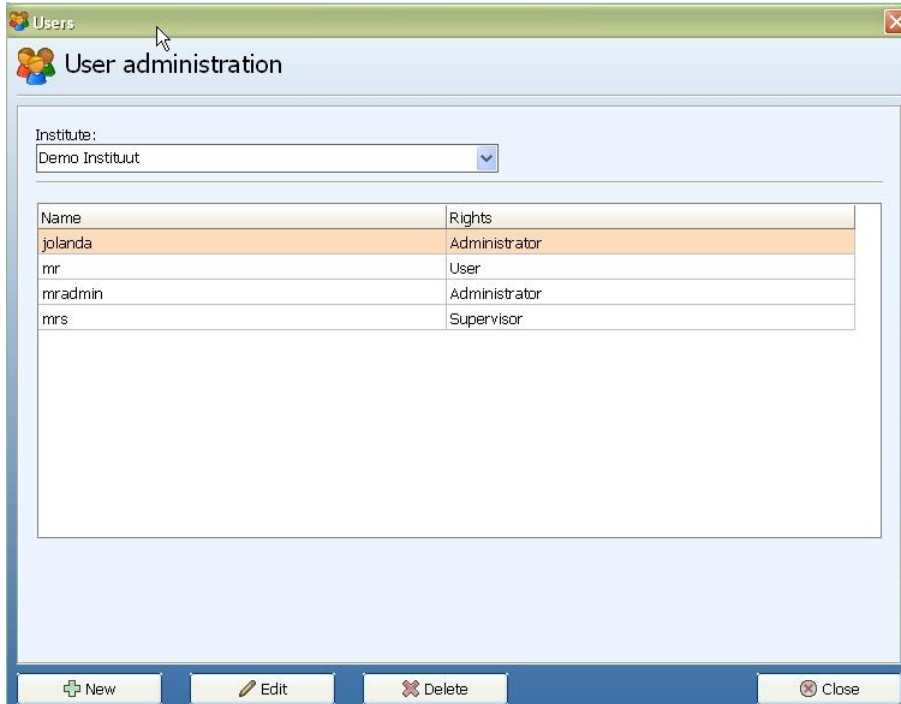 Users
User administration
Institute:
Demo Instituut
Name Rights
jolanda Administrator
mr User
mradmin Administrator
mrs Supervisor
New Edit Delete Close